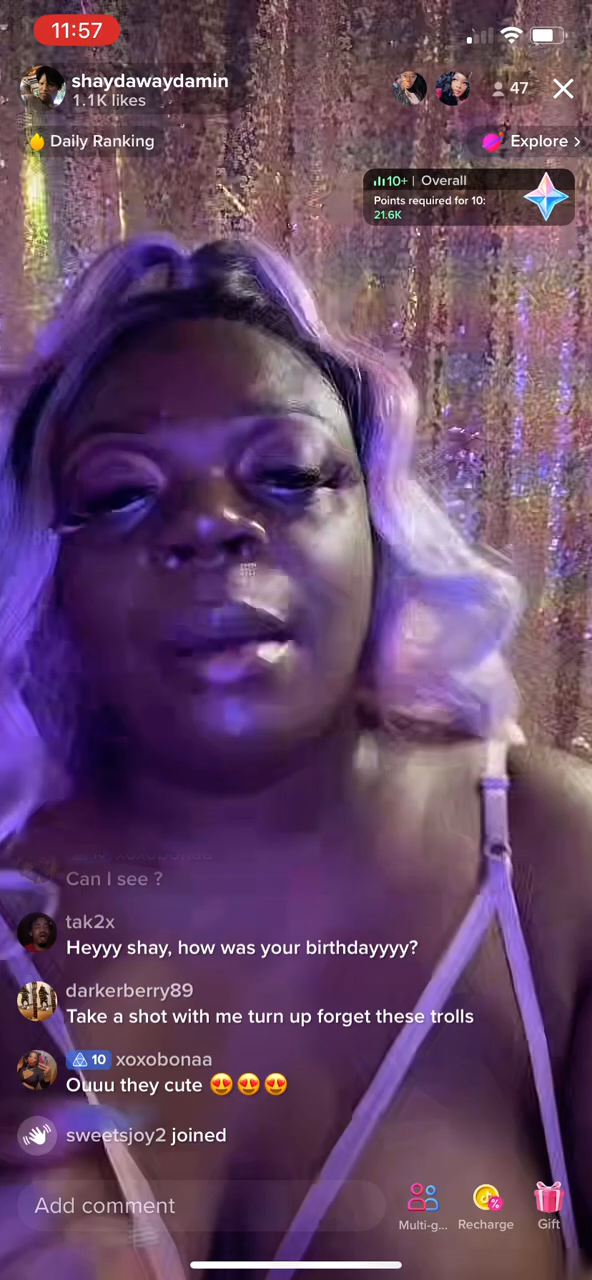 11:57
shaydawaydamin
1.1K likes
47
Daily Ranking
Explore >
10+ | Overall
Points required for 10:
21.6K
Can I see ?
tak2x
Heyyy shay, how was your birthdayyyy?
darkerberry89
Take a shot with me turn up forget these trolls
10 xoxobonaa
Ouuu they cute 😍😍😍
sweetsjoy2 joined
Add comment
Multi-g...
Recharge
Gift